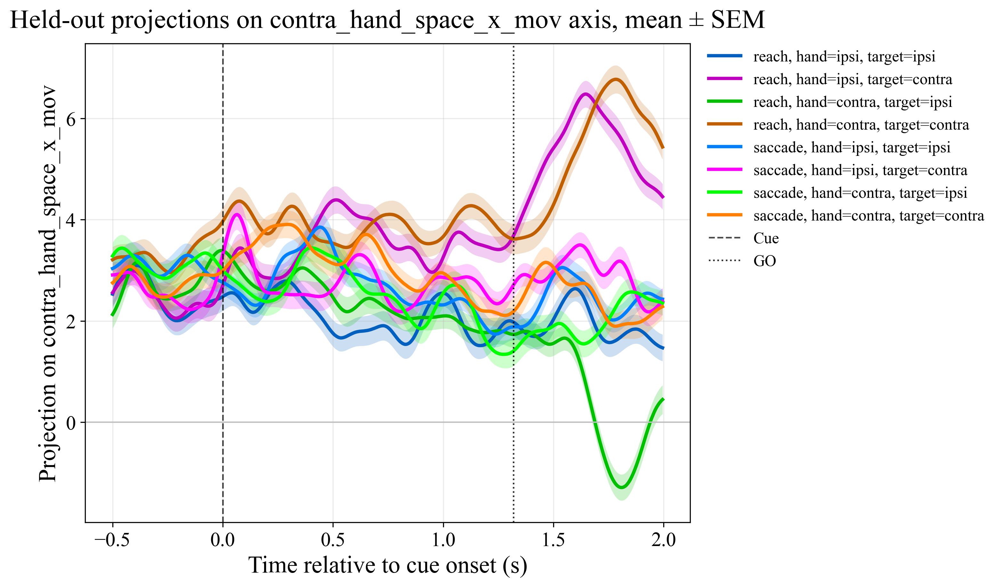 Held-out projections on contra_hand_space_x_mov axis, mean ± SEM
Projection on contra_hand_space_x_mov
6
4
2
0
−0.5
0.0
0.5
1.0
1.5
2.0
Time relative to cue onset (s)
reach, hand=ipsi, target=ipsi
reach, hand=ipsi, target=contra
reach, hand=contra, target=ipsi
reach, hand=contra, target=contra
saccade, hand=ipsi, target=ipsi
saccade, hand=ipsi, target=contra
saccade, hand=contra, target=ipsi
saccade, hand=contra, target=contra
Cue
GO